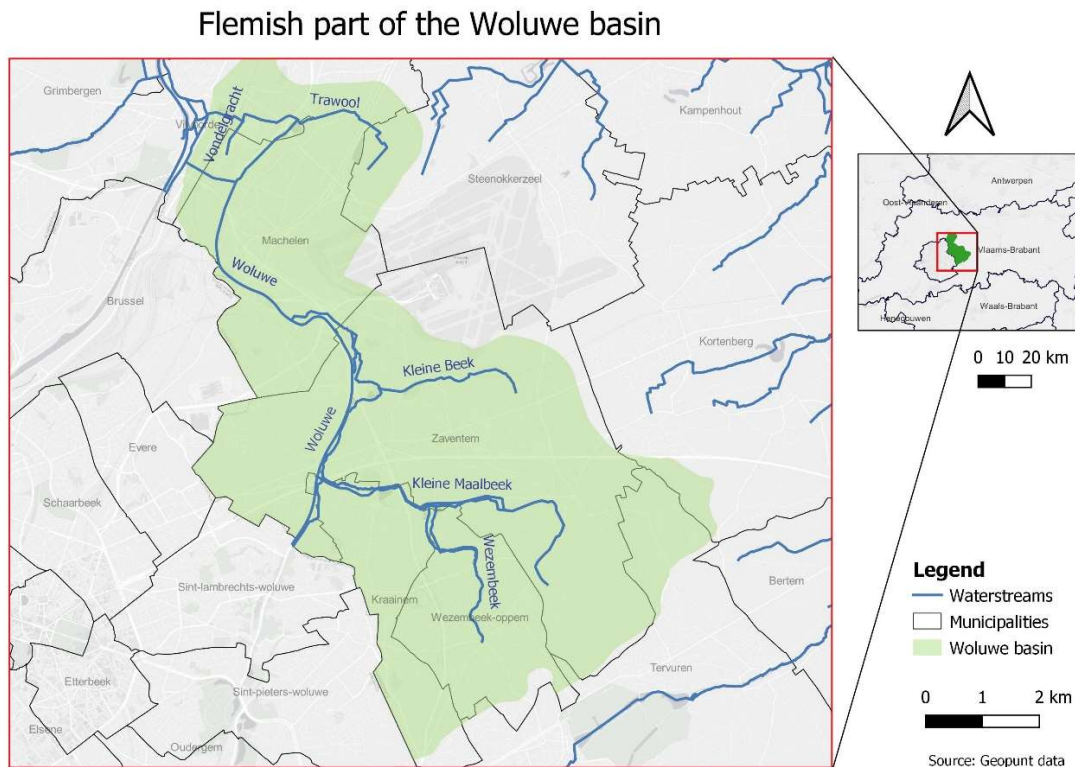 Flemish part of the Woluwe basin
Grimbergen
Trawool
Kampenhout
Vondelgracht
Steenokkerzeel
Antwerpen
Oost-Vlaanderen
Machelen
Vlaams-Brabant
Woluwe
Brussel
Waals-Brabant
Henegouwen
Kortenberg
Kleine Beek
0 10 20 km
Woluwe
Zaventem
Evere
Kleine Maalbeek
Schaarbeek
Wezembeek
Legend
Bertem
Sint-lambrechts-woluwe
Waterstreams
Kraainem
Wezembeek-oppem
Municipalities
Woluwe basin
Tervuren
Etterbeek
Sint-pieters-woluwe
0 1 2 km
Elsene
Oudergem
Source: Geopunt data